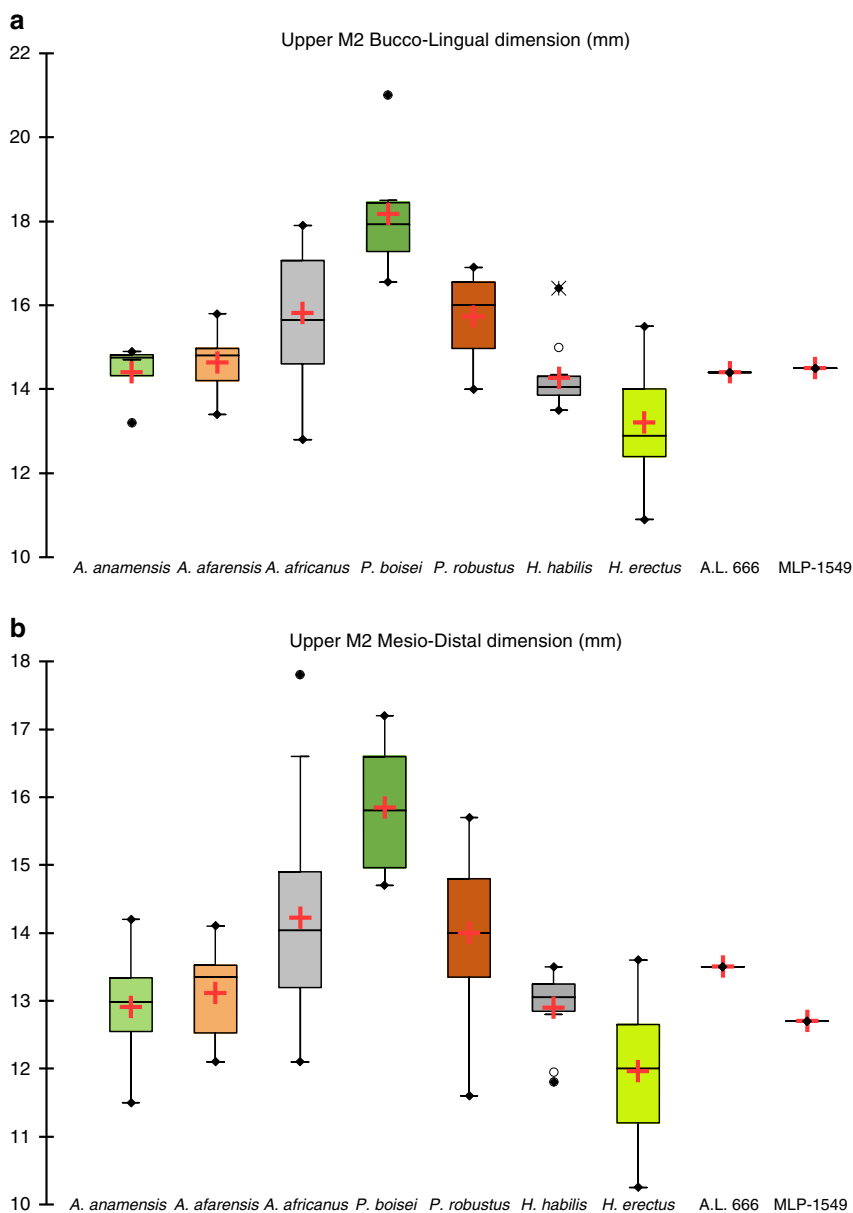 a
Upper M2 Bucco-Lingual dimension (mm)
22
20
18
16
14
12
10
A. anamensis A. afarensis A. africanus P. boisei P. robustus H. habilis H. erectus A.L. 666 MLP-1549
b
Upper M2 Mesio-Distal dimension (mm)
18
17
16
15
14
13
12
11
10
A. anamensis A. afarensis A. africanus P. boisei P. robustus H. habilis H. erectus A.L. 666 MLP-1549